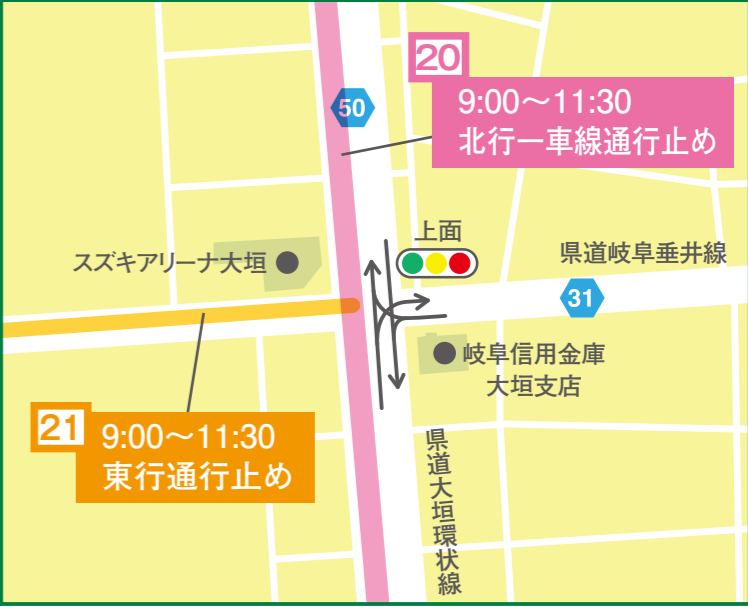 20
9:00～11:30
北行一車線通行止め
50
上面
県道岐阜垂井線
スズキアリーナ大垣
31
岐阜信用金庫
大垣支店
21
9:00～11:30
東行通行止め
県道大垣環状線